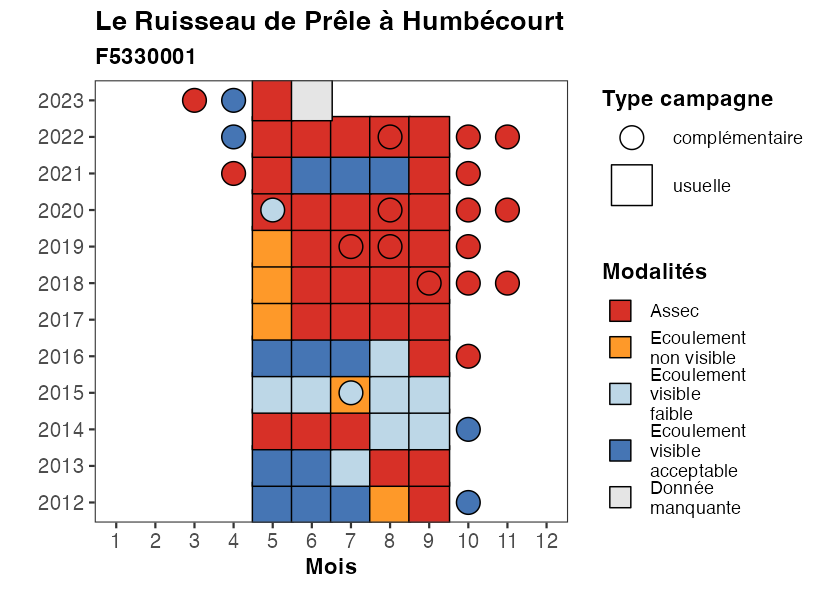 Le Ruisseau de Prêle à Humbécourt
F5330001
2023
2022
2021
2020
2019
2018
2017
2016
2015
2014
2013
2012
1 2 3 4 5 6 7 8 9 10 11 12
Mois
Type campagne
complémentaire
usuelle
Modalités
Assec
Ecoulement
non visible
Ecoulement
visible
faible
Ecoulement
visible
acceptable
Donnée
manquante